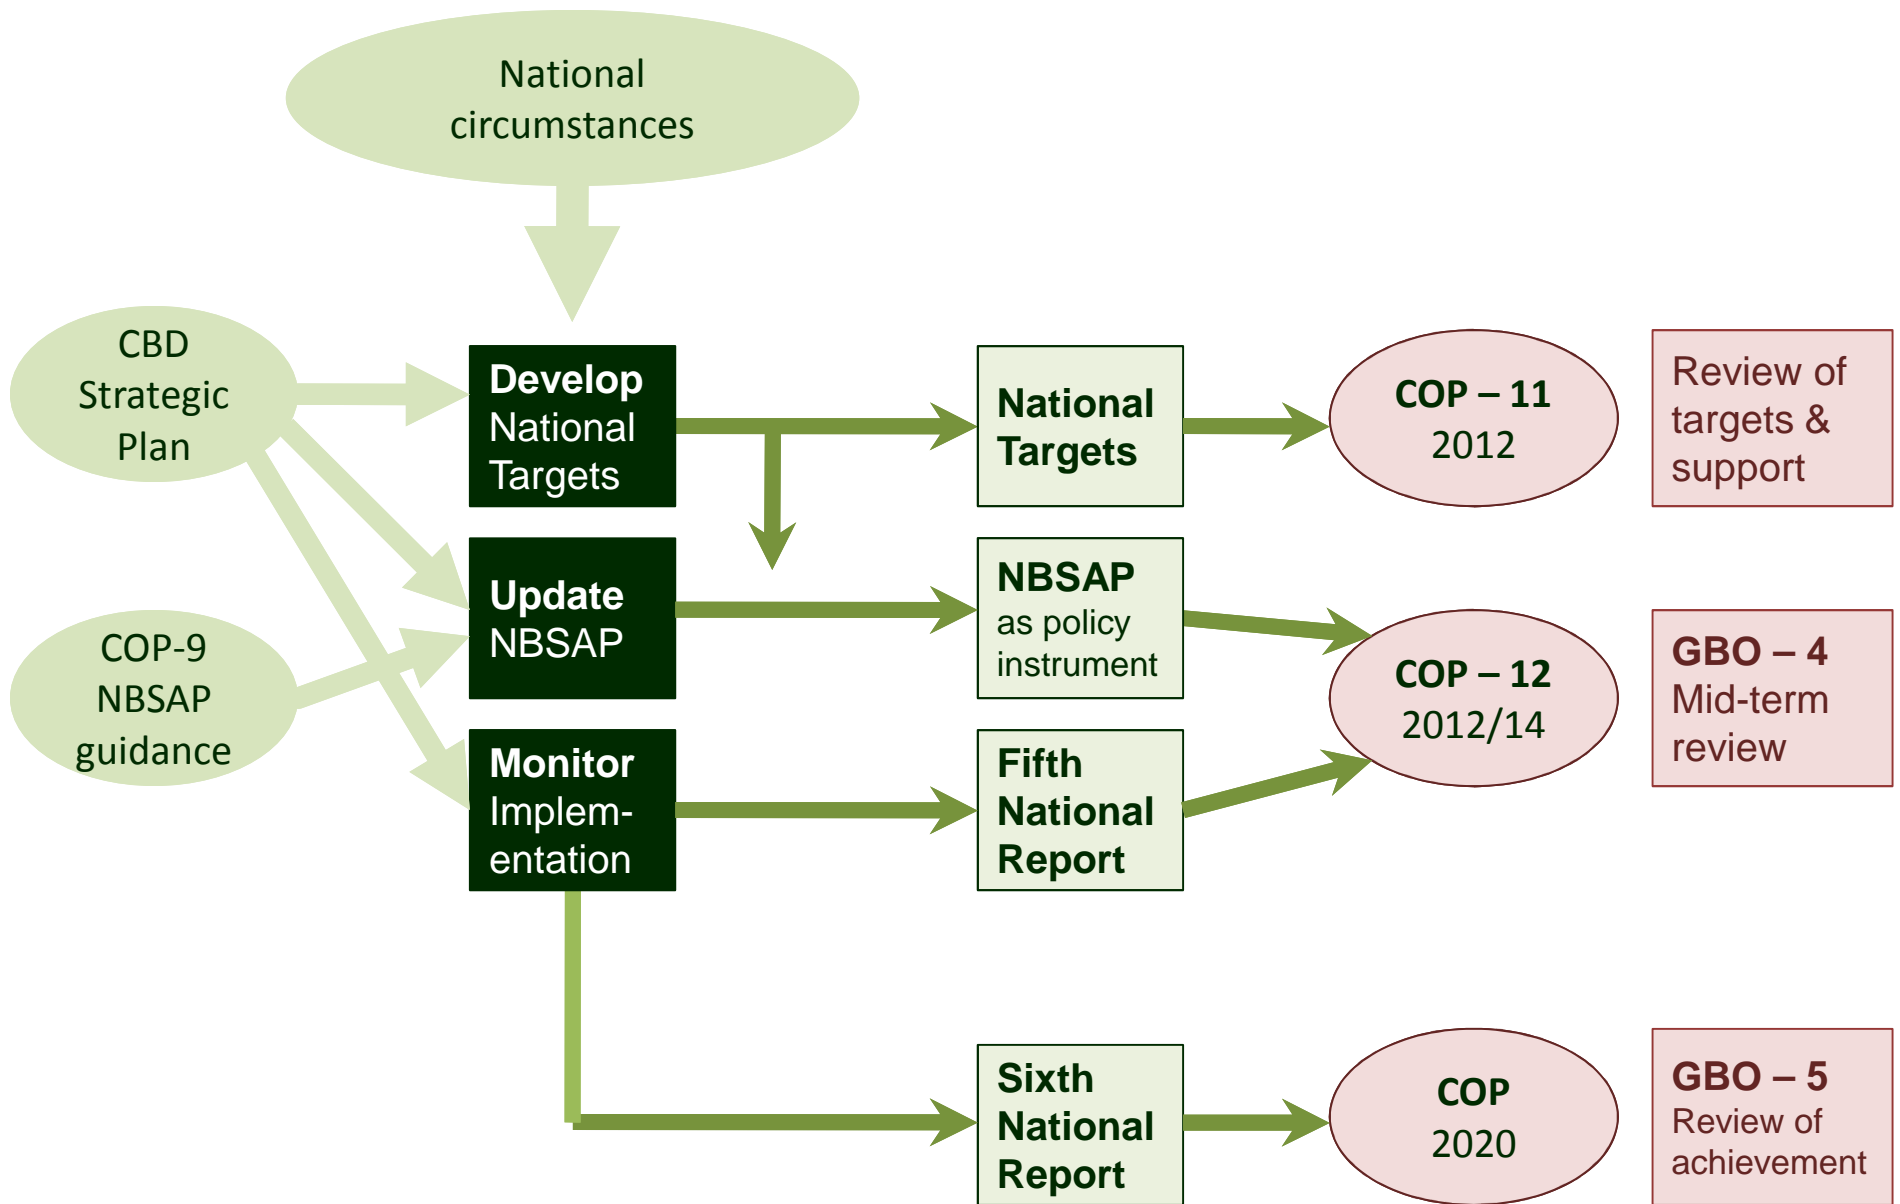 National
circumstances
CBD
Strategic
Plan
COP-9
NBSAP
guidance
Develop
National
Targets
Update
NBSAP
Monitor
Implem-
entation
National
Targets
NBSAP
as policy
instrument
Fifth
National
Report
Sixth
National
Report
COP – 11
2012
COP – 12
2012/14
COP
2020
Review of
targets &
support
GBO – 4
Mid-term
review
GBO – 5
Review of
achievement